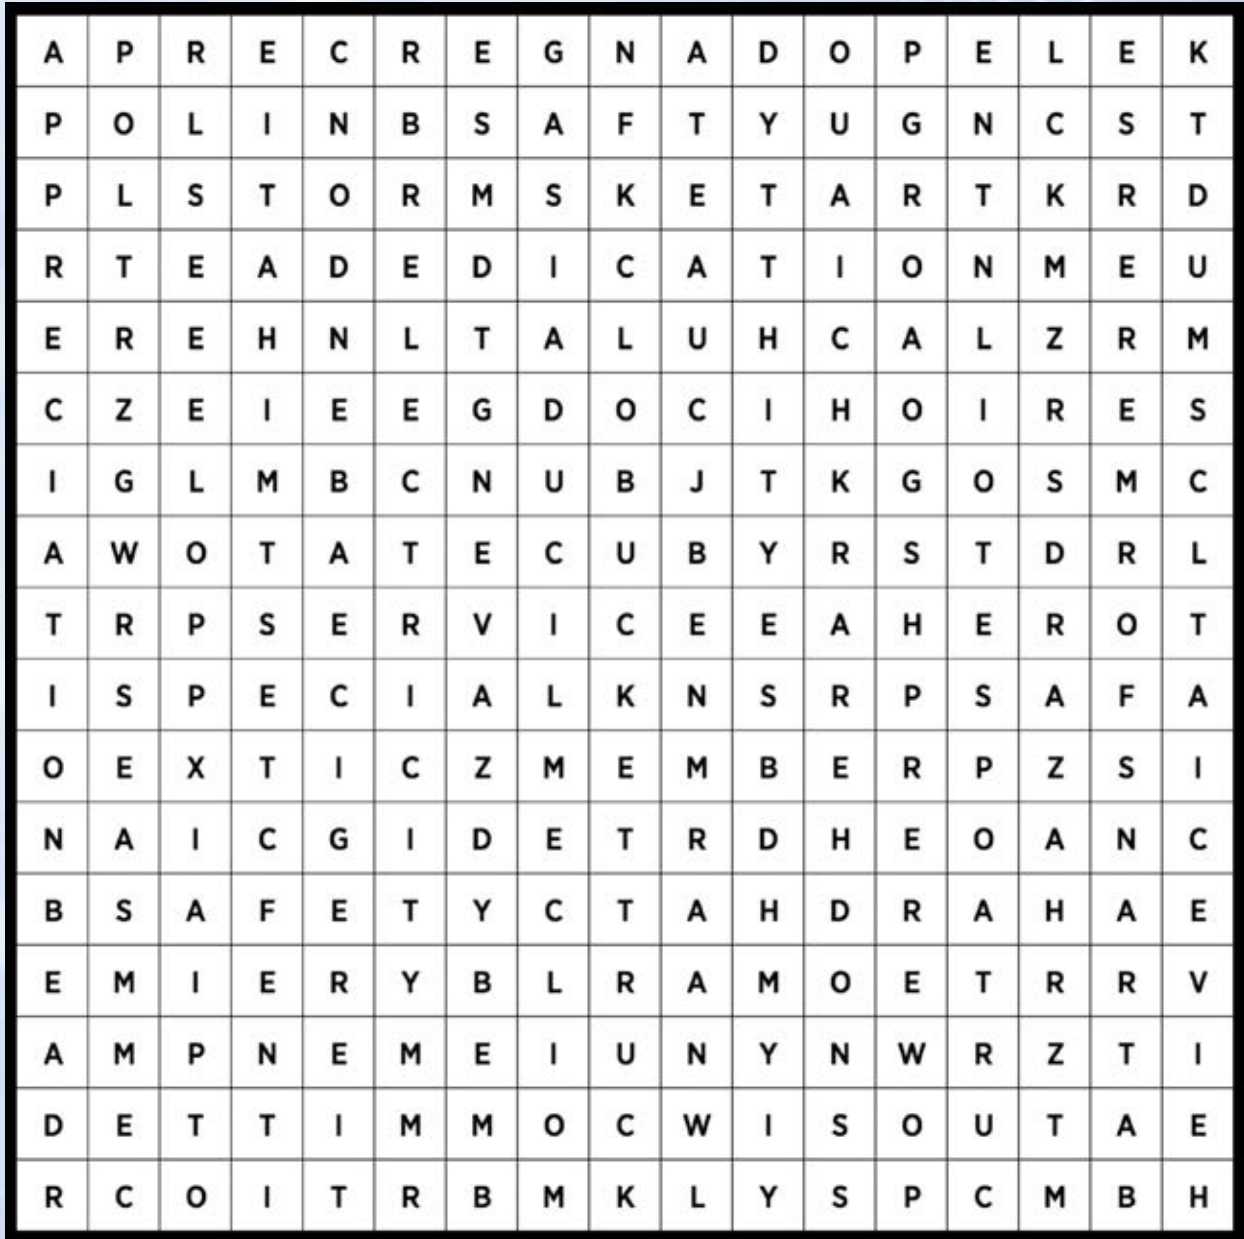 A P R E C R E G N A D O P E L E K
P O L I N B S A F T Y U G N C S T
P L S T O R M S K E T A R T K R D
R T E A D E D I C A T I O N M E U
E R E H N L T A L U H C A L Z R M
C Z E I E E G D O C I H O I R E S
I G L M B C N U B J T K G O S M C
A W O T A T E C U B Y R S T D R L
T R P S E R V I C E E A H E R O T
I S P E C I A L K N S R P S A F A
O E X T I C Z M E M B E R P Z S I
N A I C G I D E T R D H E O A N C
B S A F E T Y C T A H D R A H A E
E M I E R Y B L R A M O E T R R V
A M P N E M E I U N Y N W R Z T I
D E T T I M M O C W I S O U T A E
R C O I T R B M K L Y S P C M B H